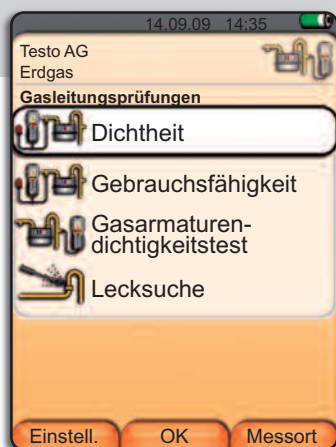 14.09.09 14:35
Testo AG
Erdgas
Gasleitungsprüfungen
Dichtheit
Gebrauchsfähigkeit
Gasarmaturen-
dichtigkeitstest
Lecksuche
Einstell. OK Messort